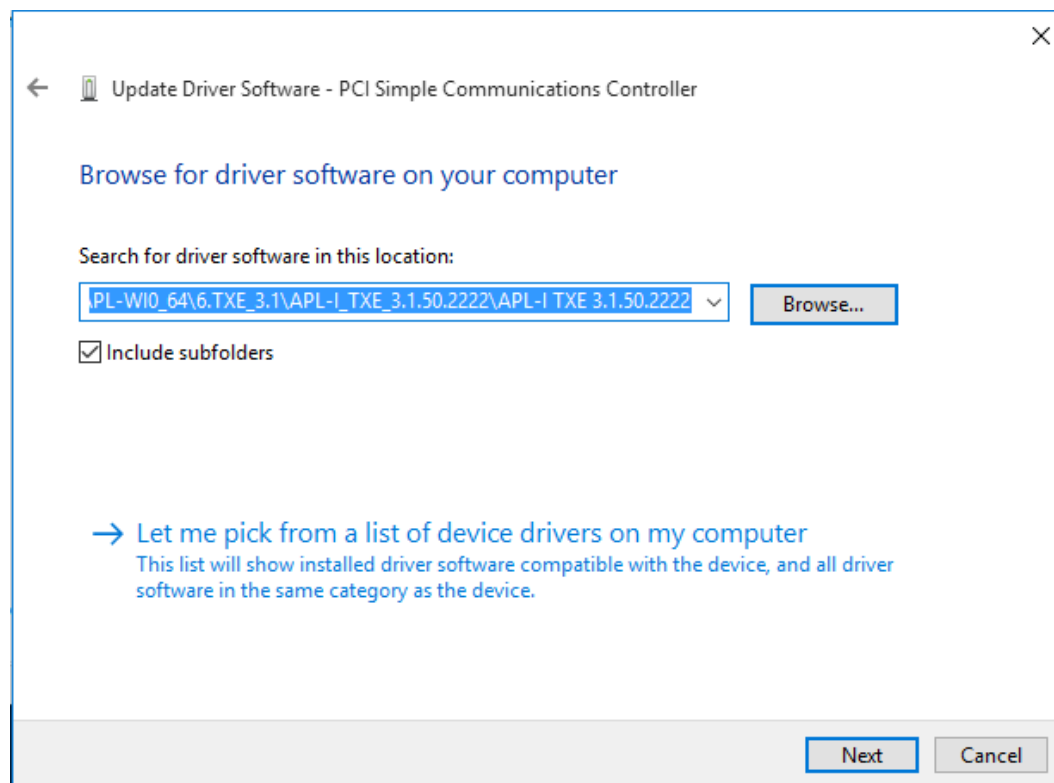 Update Driver Software - PCI Simple Communications Controller
Browse for driver software on your computer
Search for driver software in this location:
\PL-WI0_64\6.TXE_3.1\APL-I_TXE_3.1.50.2222\APL-I TXE 3.1.50.2222
Browse...
Include subfolders
Let me pick from a list of device drivers on my computer
This list will show installed driver software compatible with the device, and all driver
software in the same category as the device.
Next
Cancel